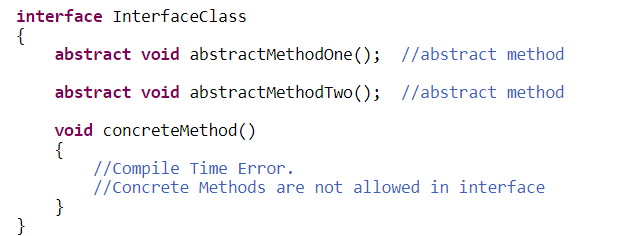 interface InterfaceClass
{
    abstract void abstractMethodOne();  //abstract method
    abstract void abstractMethodTwo();  //abstract method
    void concreteMethod()
    {
        //Compile Time Error.
        //Concrete Methods are not allowed in interface
    }
}